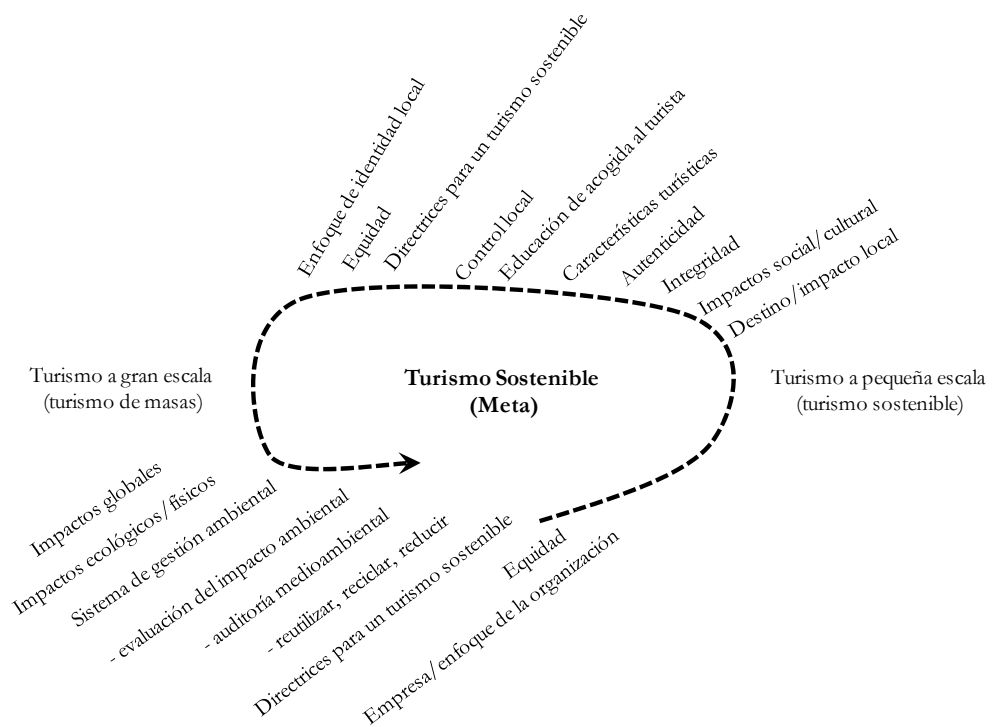 Enfoque de identidad local
Equidad
Directrices para un turismo sostenible
Control local
Educación de acogida al turista
Características turísticas
Autenticidad
Integridad
Impactos social/cultural
Destino/impacto local
Turismo a gran escala
(turismo de masas)
Turismo Sostenible
(Meta)
Turismo a pequeña escala
(turismo sostenible)
Impactos globales
Impactos ecológicos/físicos
Sistema de gestión ambiental
- evaluación del impacto ambiental
- auditoría medioambiental
- reutilizar, reciclar, reducir
Directrices para un turismo sostenible
Equidad
Empresa/enfoque de la organización